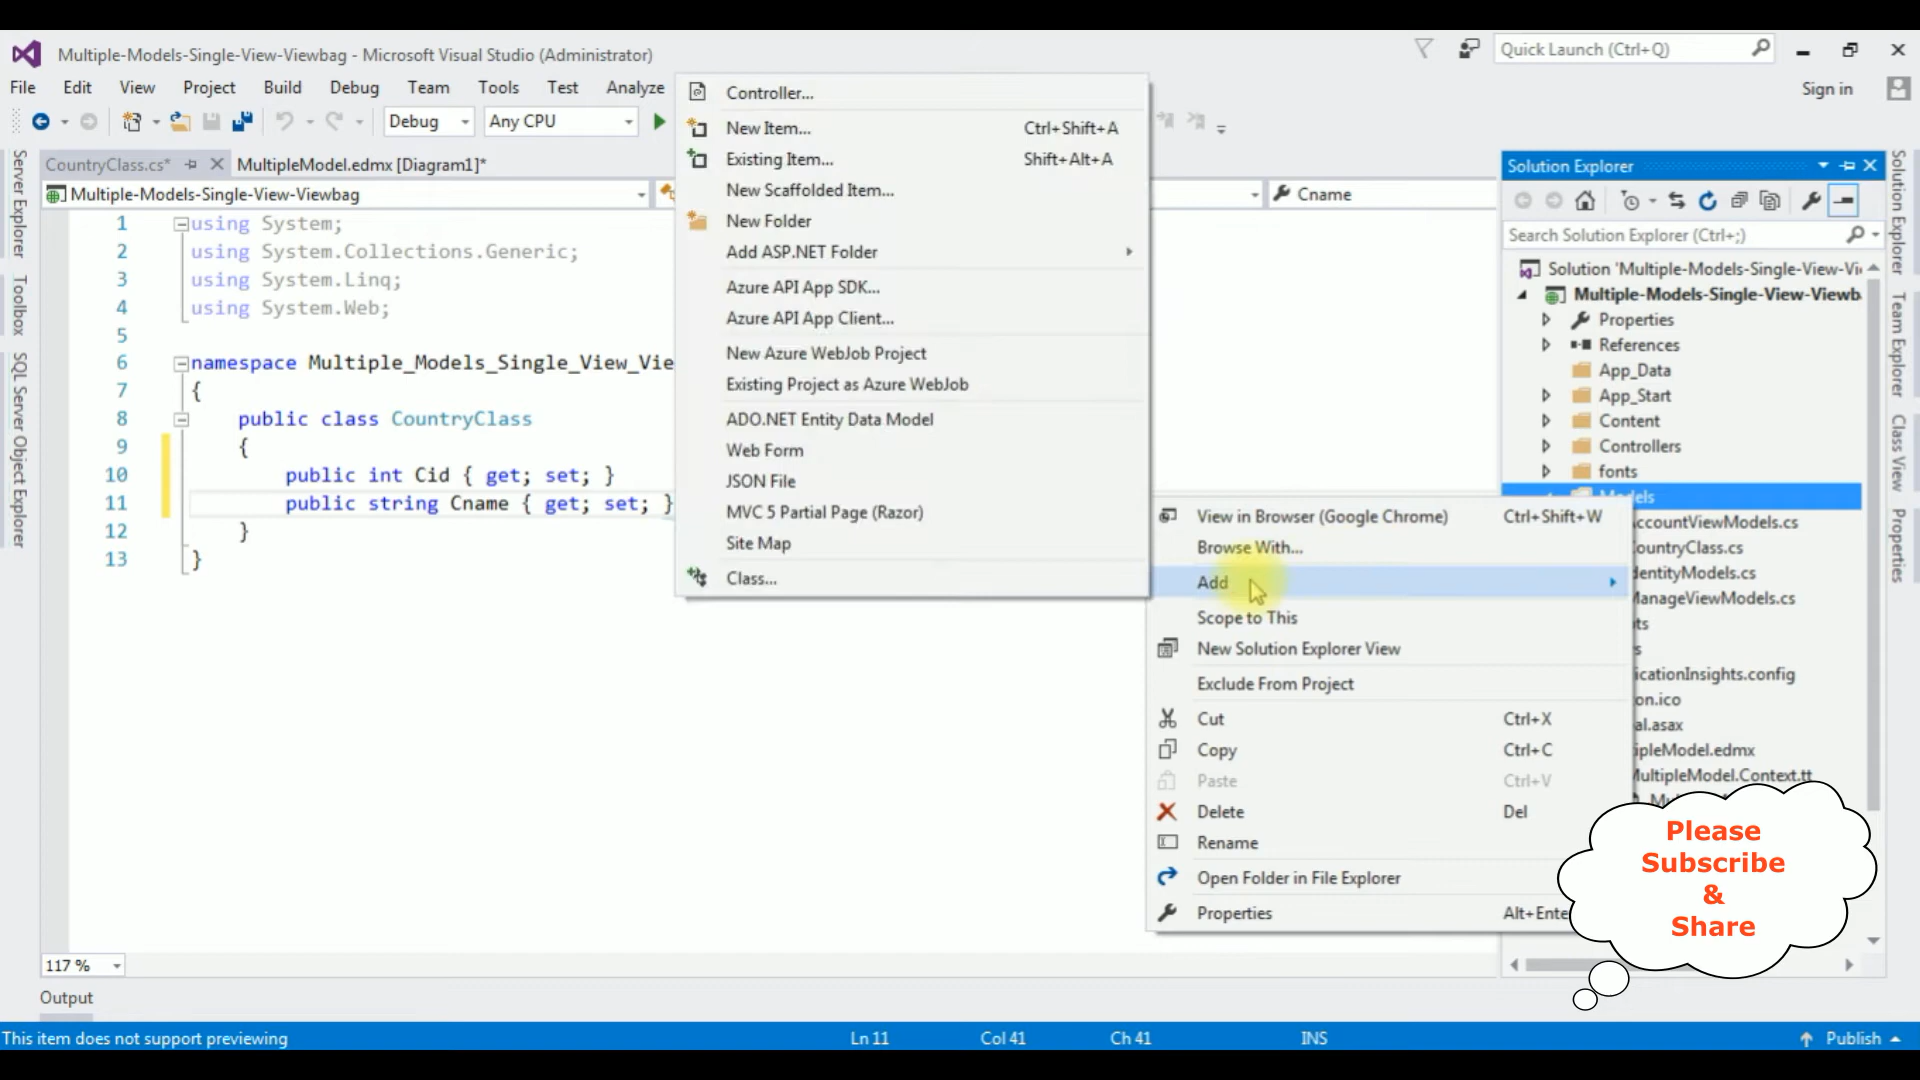 Multiple-Models-Single-View-Viewbag - Microsoft Visual Studio (Administrator)
Quick Launch (Ctrl+Q)
File Edit View Project Build Debug Team Tools Test Analyze
Sign in
Debug Any CPU
CountryClass.cs* MultipleModel.edmx [Diagram1]*
Multiple-Models-Single-View-Viewbag
Cname
Server Explorer
Toolbox
SQL Server Object Explorer
1 using System;
2 using System.Collections.Generic;
3 using System.Linq;
4 using System.Web;
5
6 namespace Multiple_Models_Single_View_Vie
7 {
8 public class CountryClass
9 {
10 public int Cid { get; set; }
11 public string Cname { get; set; }
12 }
13 }
Controller...
New Item... Ctrl+Shift+A
Existing Item... Shift+Alt+A
New Scaffolded Item...
New Folder
Add ASP.NET Folder
Azure API App SDK...
Azure API App Client...
New Azure WebJob Project
Existing Project as Azure WebJob
ADO.NET Entity Data Model
Web Form
JSON File
MVC 5 Partial Page (Razor)
Site Map
Class...
View in Browser (Google Chrome) Ctrl+Shift+W
Browse With...
Add
Scope to This
New Solution Explorer View
Exclude From Project
Cut Ctrl+X
Copy Ctrl+C
Paste Ctrl+V
Delete Del
Rename
Open Folder in File Explorer
Properties Alt+Ente
Solution Explorer
Search Solution Explorer (Ctrl+;)
Solution 'Multiple-Models-Single-View-Vi
Multiple-Models-Single-View-Viewb
Properties
References
App_Data
App_Start
Content
Controllers
fonts
Models
AccountViewModels.cs
CountryClass.cs
dentityModels.cs
ManageViewModels.cs
ts
s
icationInsights.config
on.ico
al.asax
ipleModel.edmx
MultipleModel.Context.tt
Solution Explorer
Team Explorer
Class View
Properties
Please
Subscribe
&
Share
117 %
Output
This item does not support previewing Ln 11 Col 41 Ch 41 INS Publish